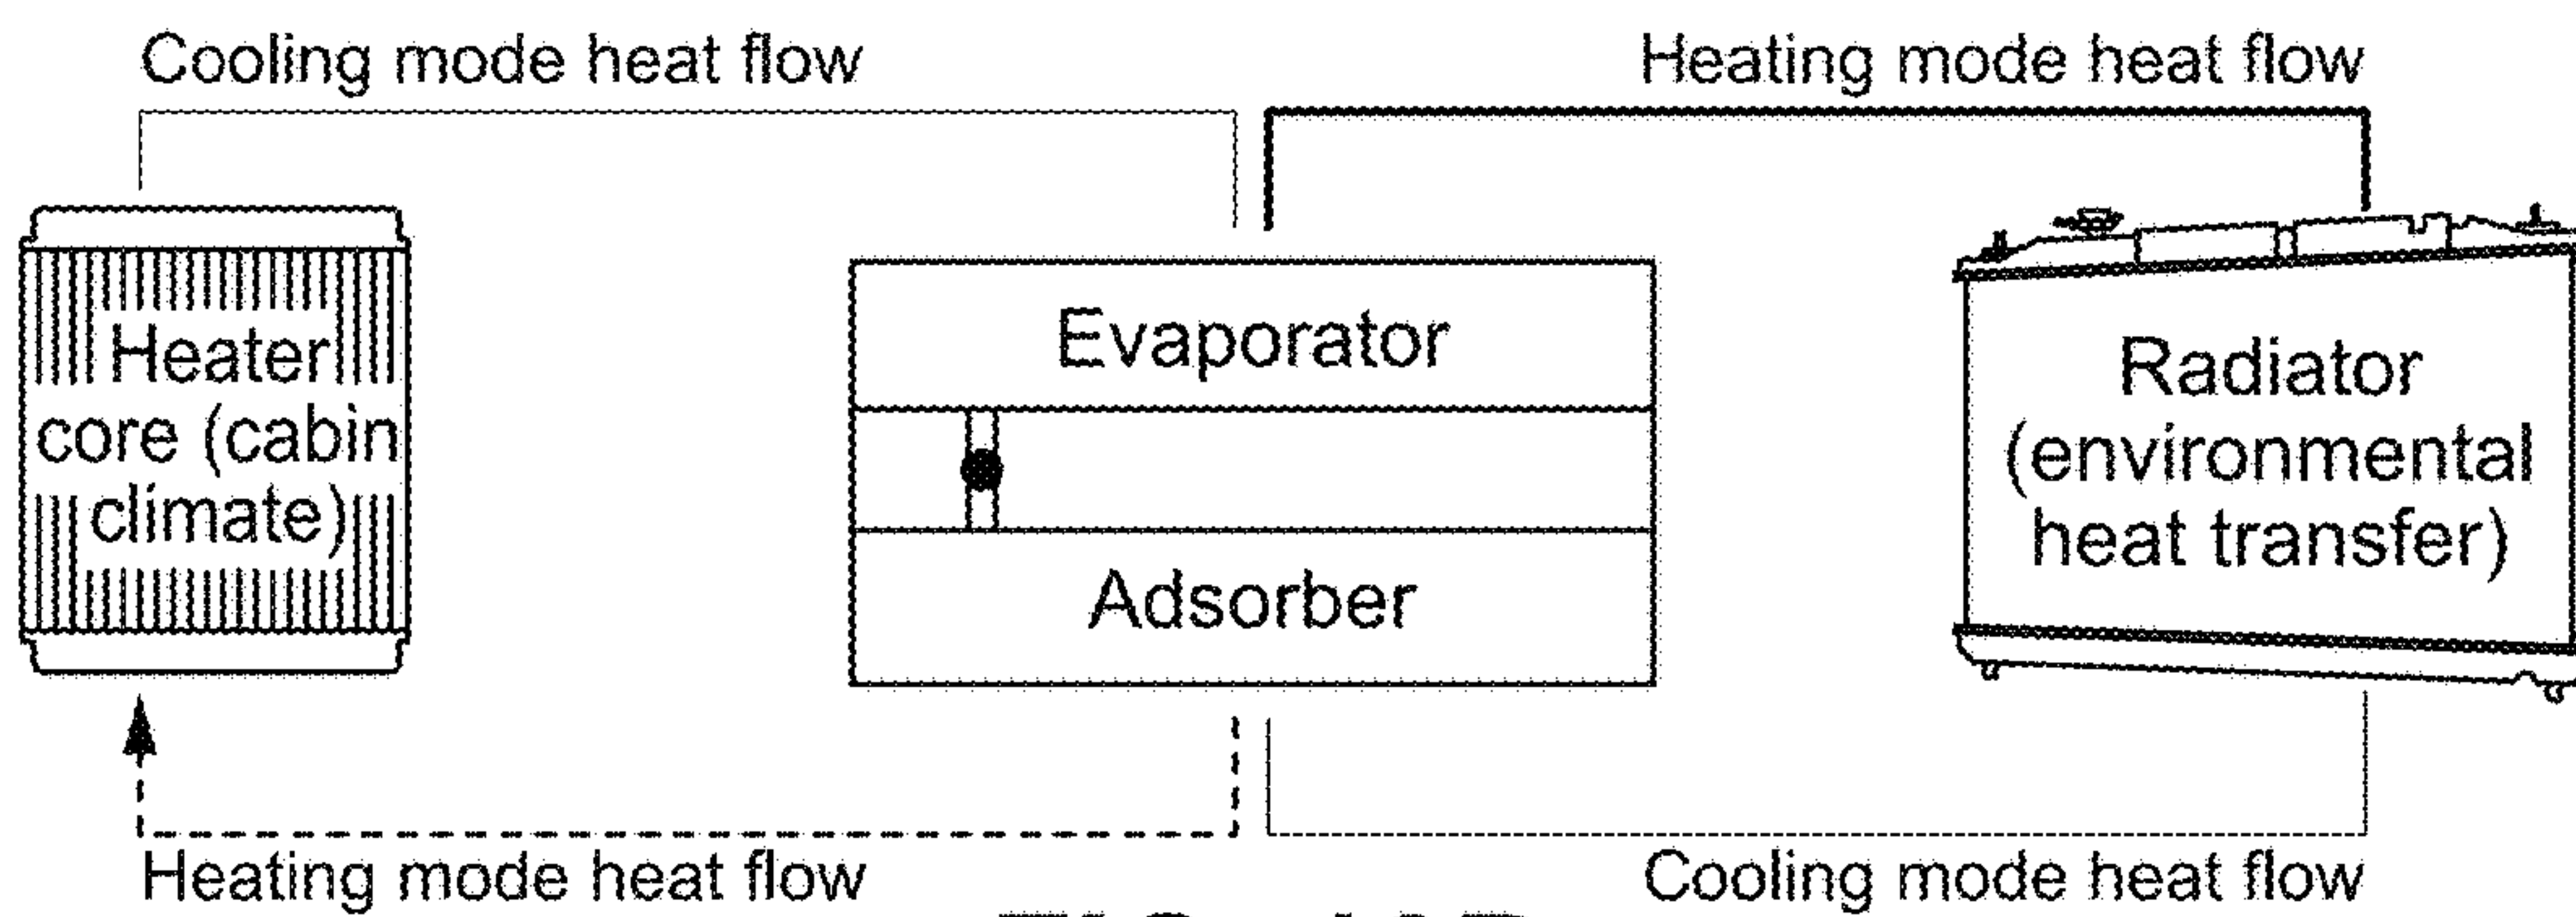 Cooling mode heat flow
Heating mode heat flow
Heater
core (cabin
climate)
Evaporator
Adsorber
Radiator
(environmental
heat transfer)
Heating mode heat flow
Cooling mode heat flow